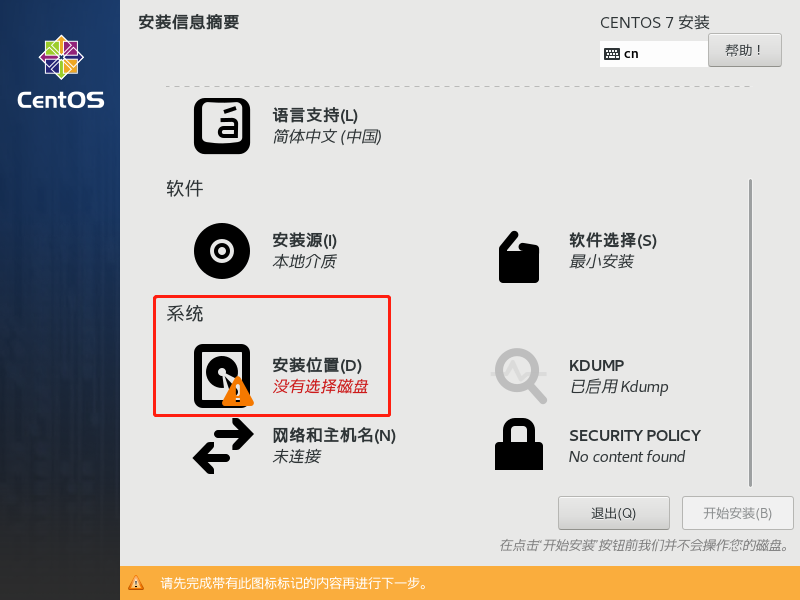 安装信息摘要
CENTOS 7 安装
cn
帮助！
CentOS
á
语言支持(L)
简体中文 (中国)
软件
安装源(I)
本地介质
软件选择(S)
最小安装
系统
安装位置(D)
没有选择磁盘
KDUMP
已启用 Kdump
网络和主机名(N)
未连接
SECURITY POLICY
No content found
退出(Q)
开始安装(B)
在点击“开始安装”按钮前我们并不会操作您的磁盘。
请先完成带有此图标标记的内容再进行下一步。